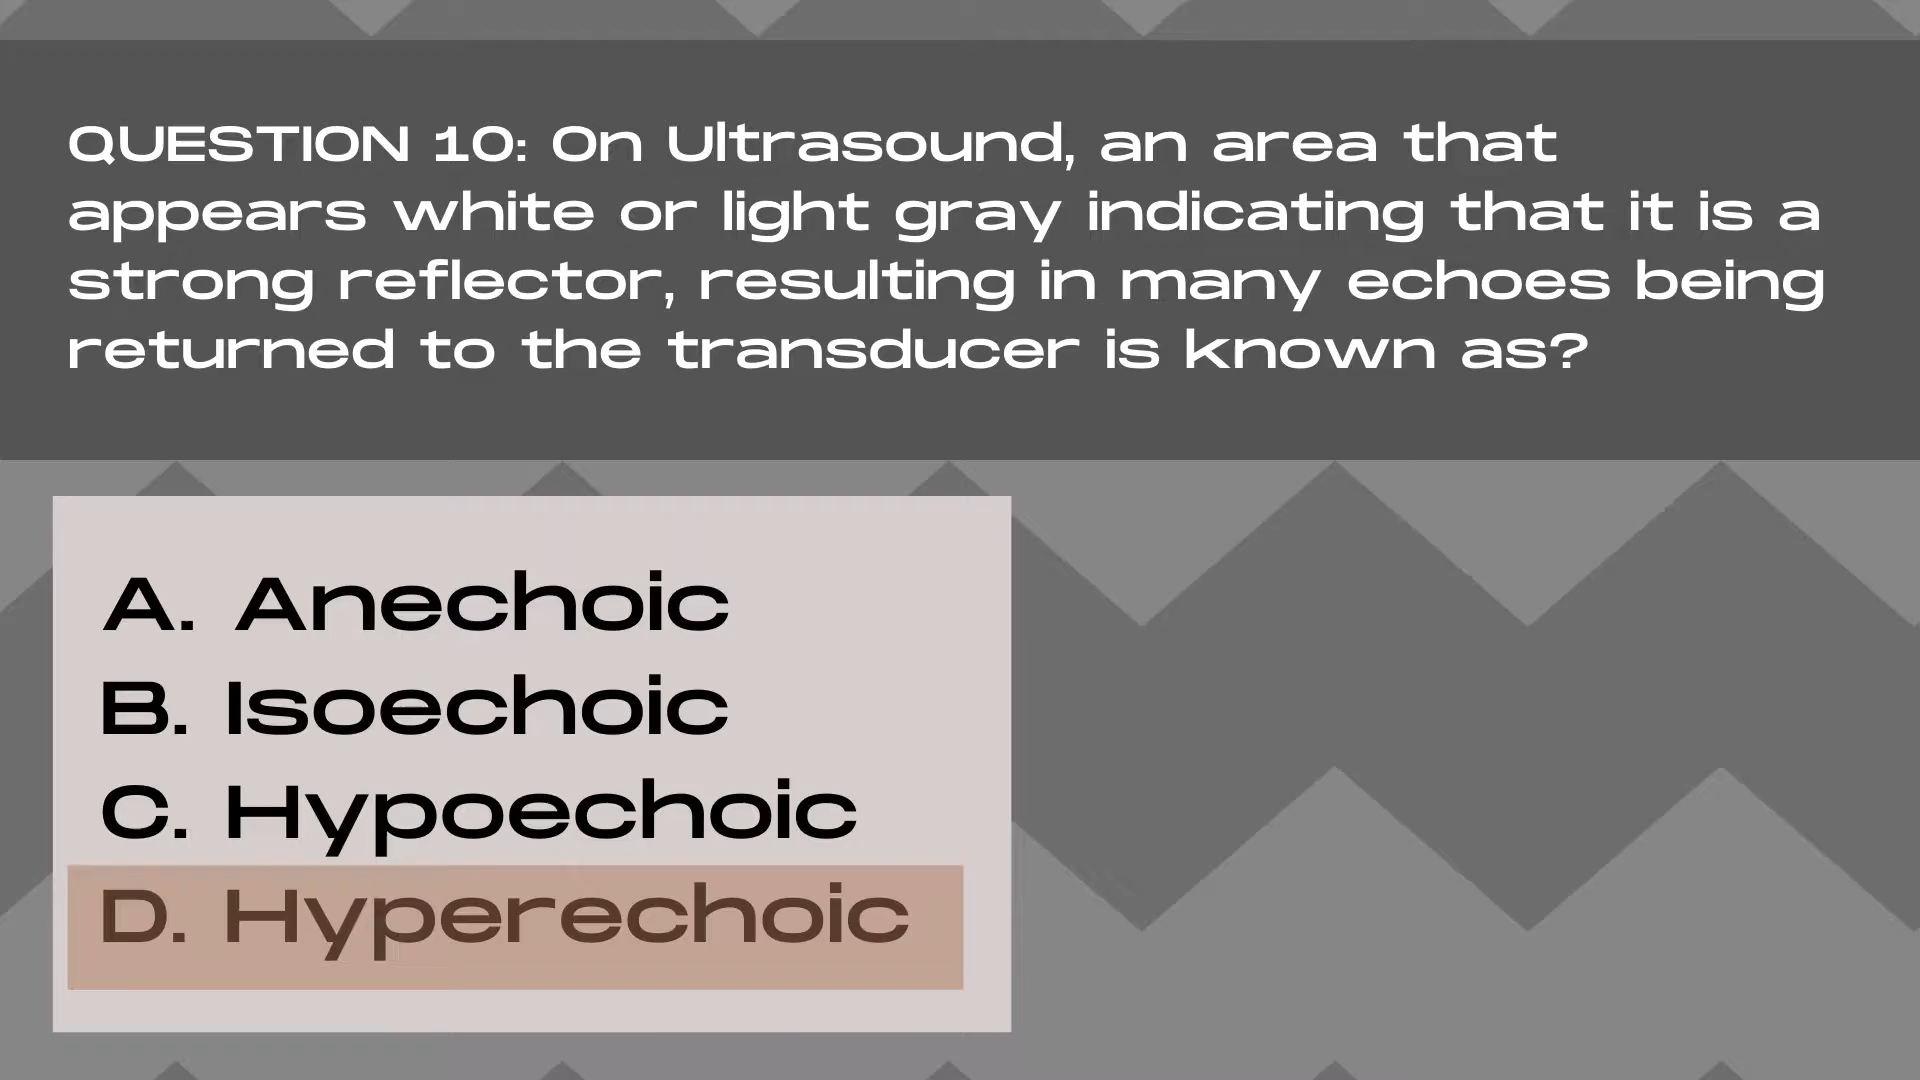 QUESTION 10: On Ultrasound, an area that
appears white or light gray indicating that it is a
strong reflector, resulting in many echoes being
returned to the transducer is known as?
A. Anechoic
B. Isoechoic
C. Hypoechoic
D. Hyperechoic